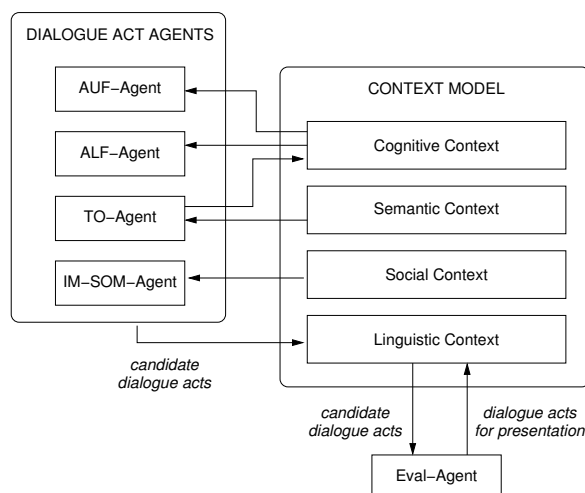 DIALOGUE ACT AGENTS
AUF−Agent
ALF−Agent
TO−Agent
IM−SOM−Agent
CONTEXT MODEL
Cognitive Context
Semantic Context
Social Context
Linguistic Context
candidate
dialogue acts
candidate
dialogue acts
dialogue acts
for presentation
Eval−Agent